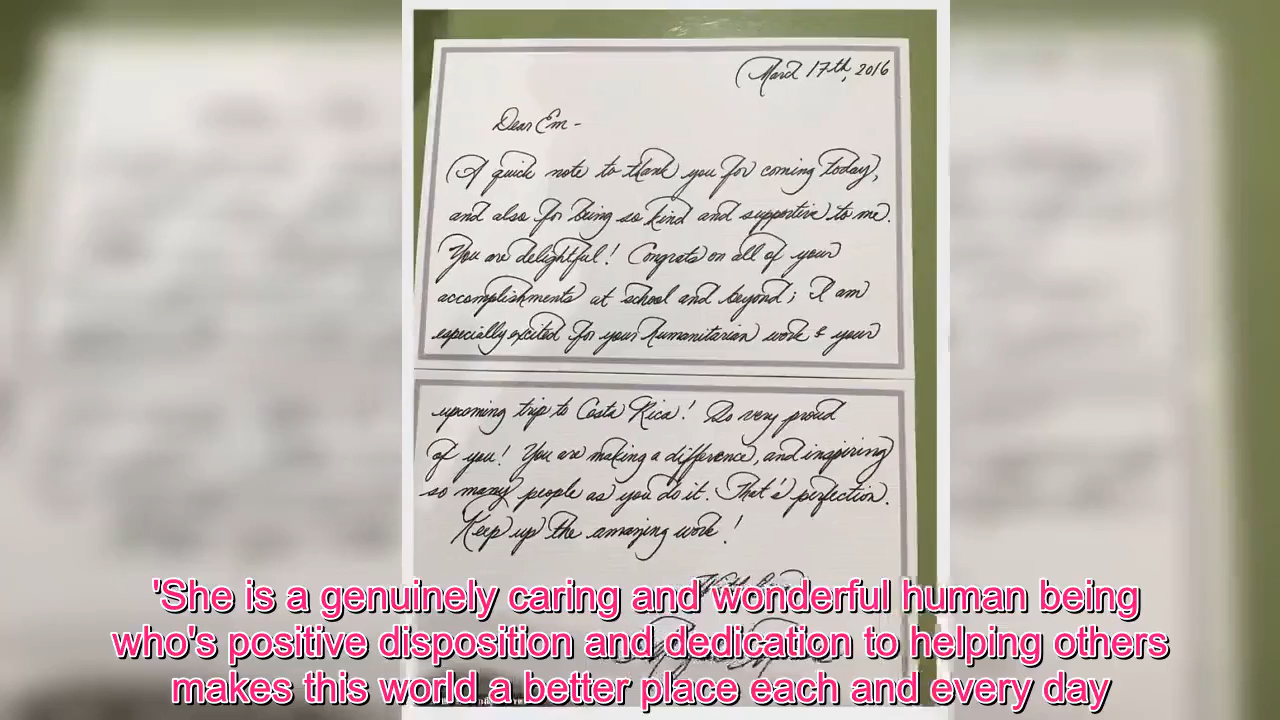 March 17th, 2016
Dear Em -
A quick note to thank you for coming today,
and also for being so kind and supportive to me.
You are delightful! Congrats on all of your
accomplishments at school and beyond; I am
especially excited for your humanitarian work & your
upcoming trip to Costa Rica! So very proud
of you! You are making a difference, and inspiring
so many people as you do it. That's perfection.
Keep up the amazing work!
'She is a genuinely caring and wonderful human being
who's positive disposition and dedication to helping others
makes this world a better place each and every day